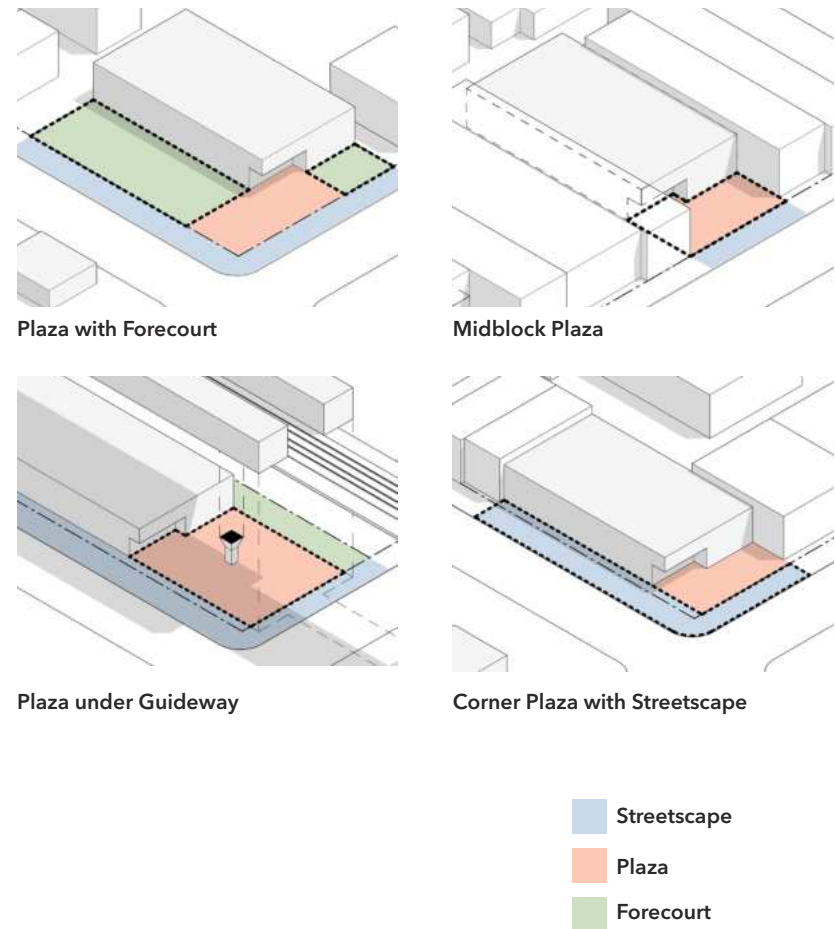 Plaza with Forecourt
Midblock Plaza
Plaza under Guideway
Corner Plaza with Streetscape
Streetscape
Plaza
Forecourt